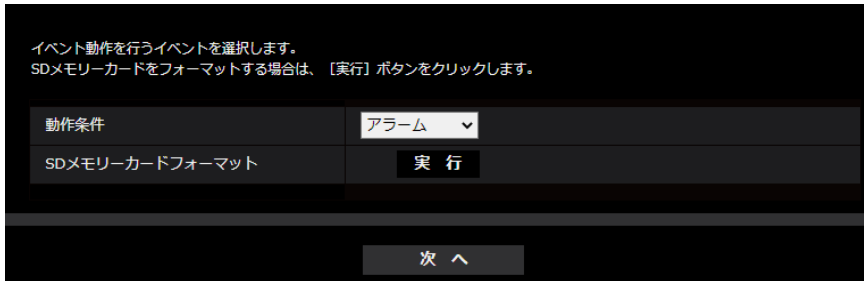 イベント動作を行うイベントを選択します。
SDメモリーカードをフォーマットする場合は、［実行］ボタンをクリックします。
動作条件 アラーム
SDメモリーカードフォーマット 実 行
次 へ